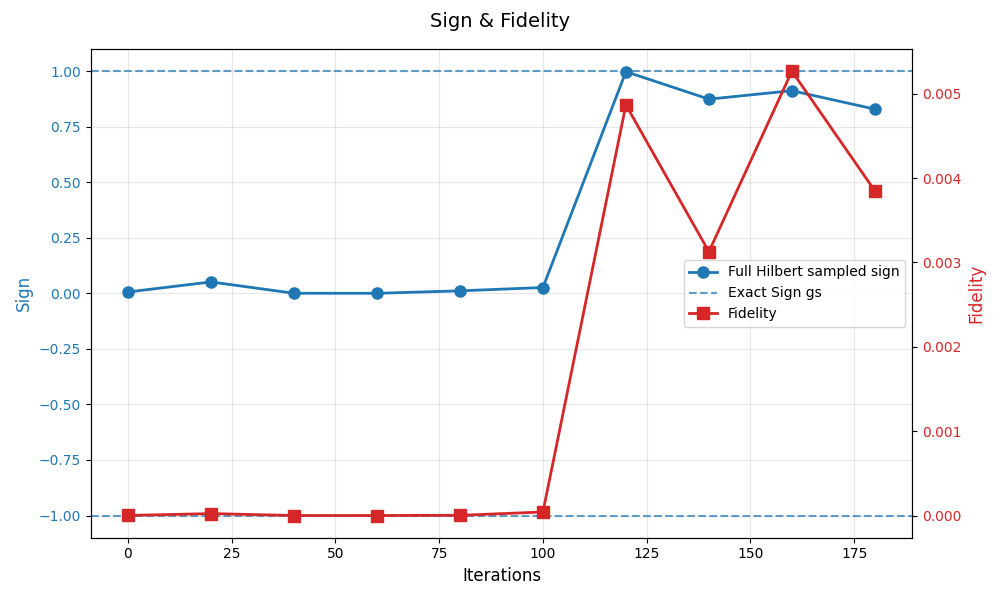 Sign & Fidelity
1.00
0.75
0.50
0.25
0.00
−0.25
−0.50
−0.75
−1.00
Sign
0.005
0.004
0.003
0.002
0.001
0.000
Fidelity
Full Hilbert sampled sign
Exact Sign gs
Fidelity
0 25 50 75 100 125 150 175
Iterations